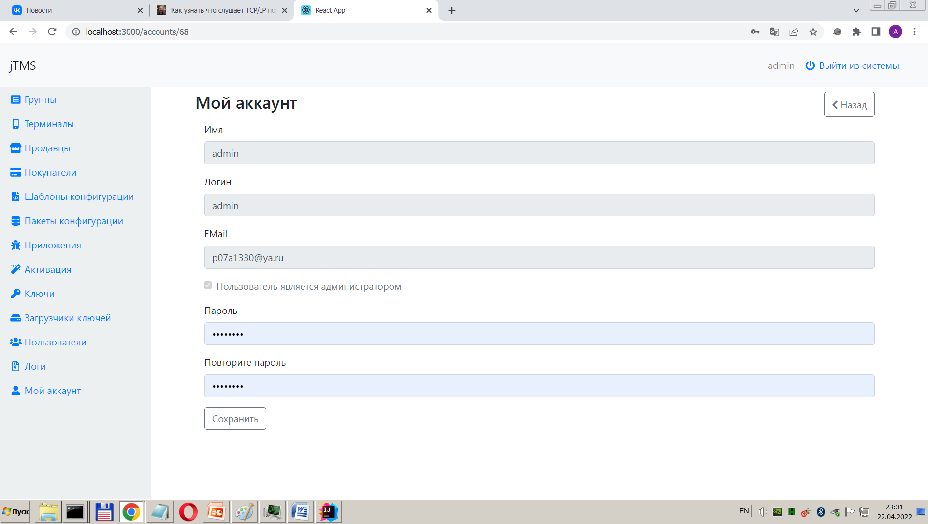 Новости
Как узнать что слушает TCP/IP по
React App
localhost:3000/accounts/68
A
jTMS
admin
Выйти из системы
Группы
Терминалы
Продавцы
Покупатели
Шаблоны конфигурации
Пакеты конфигурации
Приложения
Активация
Ключи
Загрузчики ключей
Пользователи
Логи
Мой аккаунт
Мой аккаунт
Назад
Имя
admin
Логин
admin
EMail
p07a1330@ya.ru
Пользователь является администратором
Пароль
••••••••
Повторите пароль
••••••••
Сохранить
Пуск
EN
23:01
22.04.2022